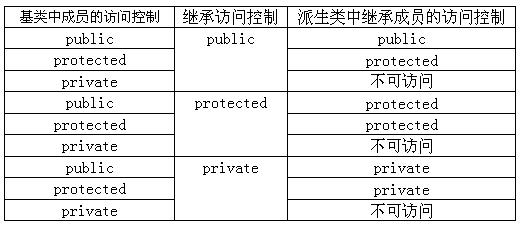 基类中成员的访问控制 继承访问控制 派生类中继承成员的访问控制
public public public
protected protected
private 不可访问
public protected protected
protected protected
private 不可访问
public private private
protected private
private 不可访问